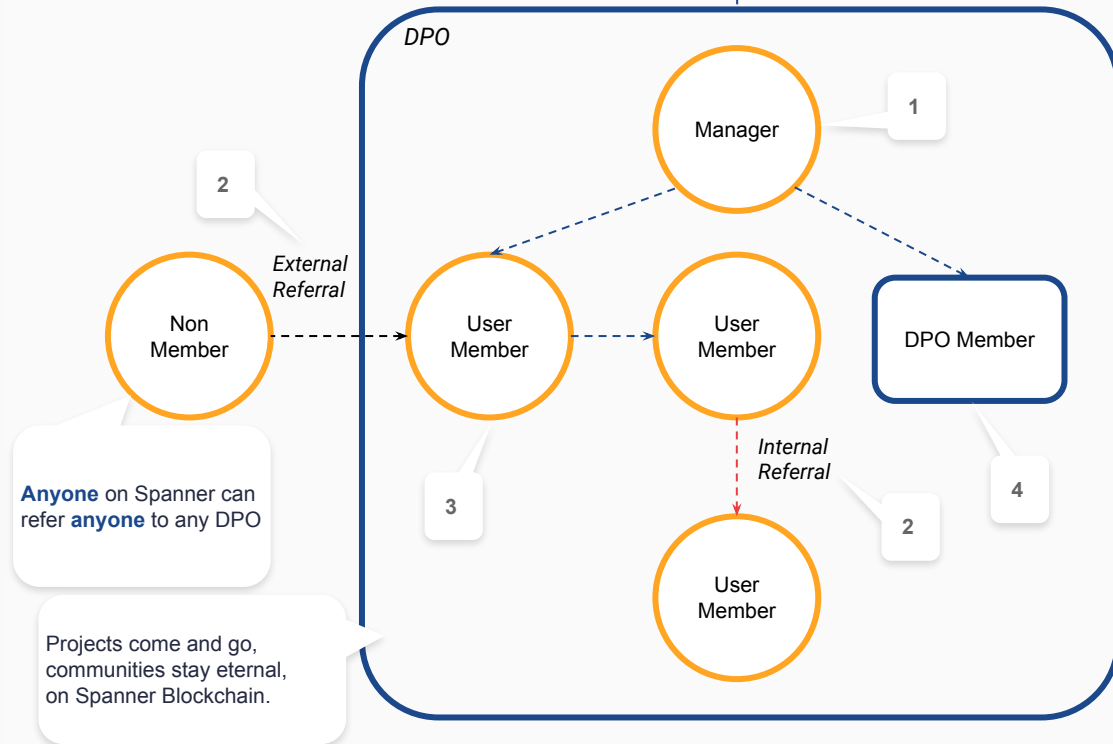 DPO
Manager
1
2
External
Referral
Non
Member
User
Member
User
Member
DPO Member
Anyone on Spanner can
refer anyone to any DPO
3
Internal
Referral
2
4
User
Member
Projects come and go,
communities stay eternal,
on Spanner Blockchain.